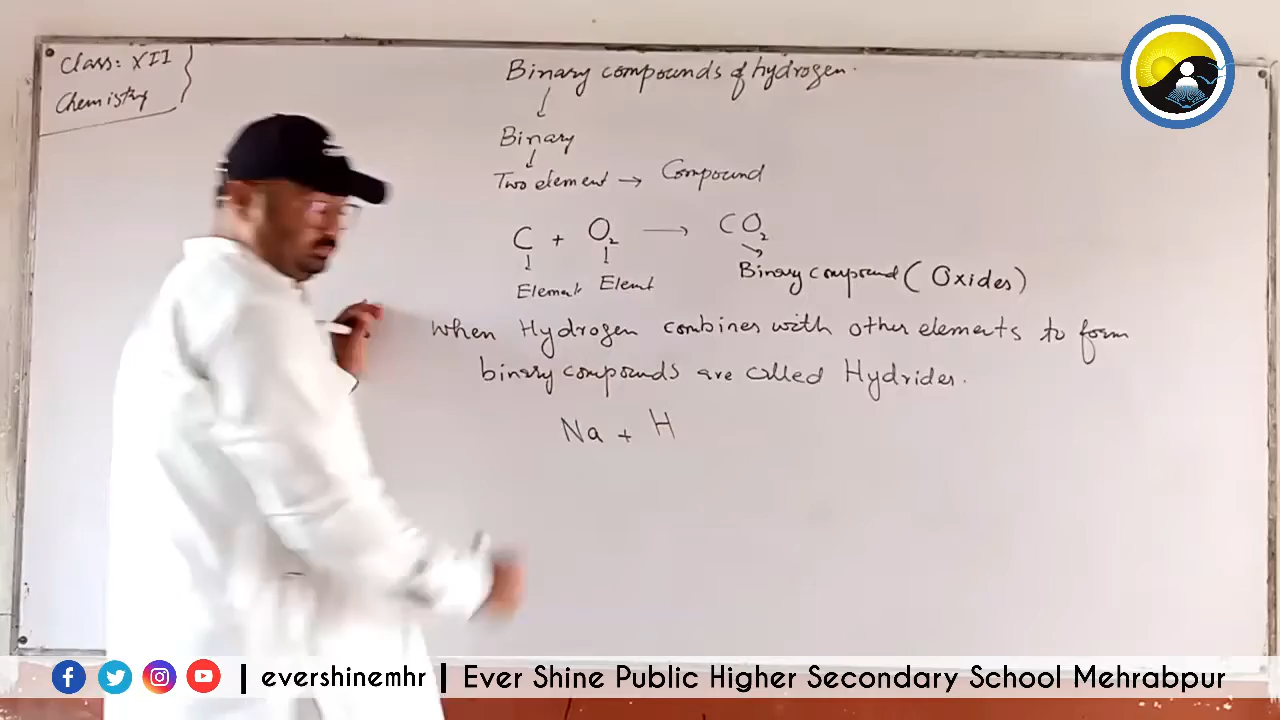 Class: XII
Chemistry
Binary compounds of hydrogen.
Binary
Two element → Compound
C + O₂ → CO₂
Element Elemt Binary compound (Oxides)
When Hydrogen combines with other elements to form
binary compounds are called Hydrides.
Na + H
| evershinemhr | Ever Shine Public Higher Secondary School Mehrabpur